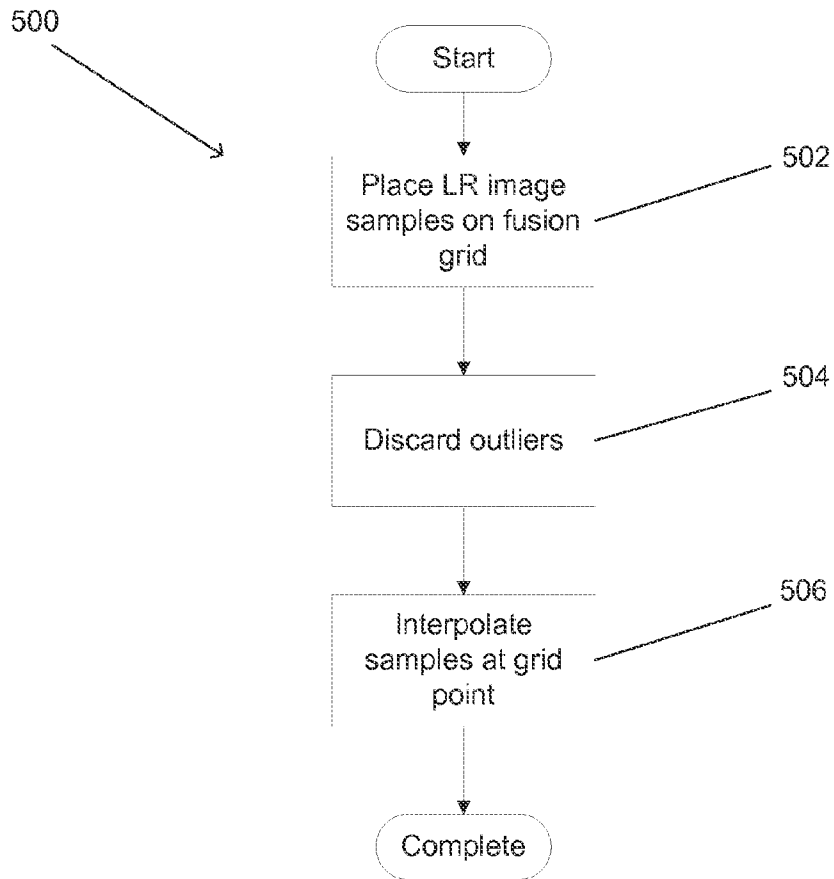 500
Start
502
Place LR image
samples on fusion
grid
504
Discard outliers
506
Interpolate
samples at grid
point
Complete